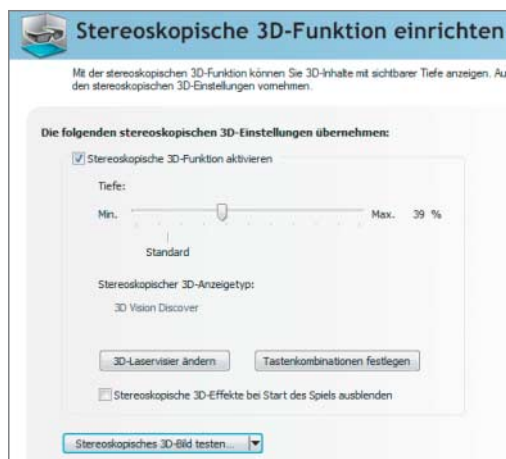 Stereoskopische 3D-Funktion einrichten
Mit der stereoskopischen 3D-Funktion können Sie 3D-Inhalte mit sichtbarer Tiefe anzeigen. Au
den stereoskopischen 3D-Einstellungen vornehmen.
Die folgenden stereoskopischen 3D-Einstellungen übernehmen:
Stereoskopische 3D-Funktion aktivieren
Tiefe:
Min. Max. 39 %
Standard
Stereoskopischer 3D-Anzeigetyp:
3D Vision Discover
3D-Laservisier ändern Tastenkombinationen festlegen
Stereoskopische 3D-Effekte bei Start des Spiels ausblenden
Stereoskopisches 3D-Bild testen...